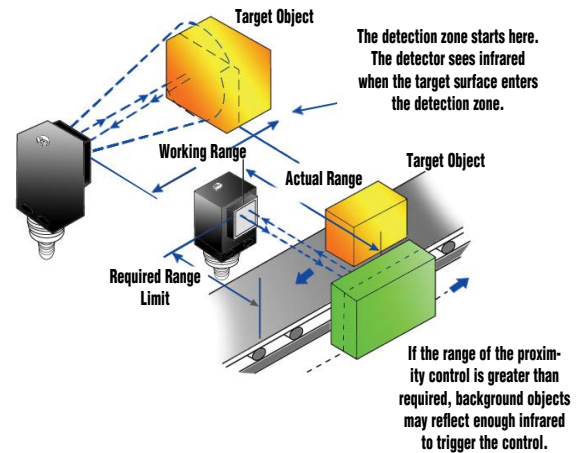 Target Object
The detection zone starts here.
The detector sees infrared
when the target surface enters
the detection zone.
Working Range
Target Object
Actual Range
Required Range
Limit
If the range of the proxim-
ity control is greater than
required, background objects
may reflect enough infrared
to trigger the control.